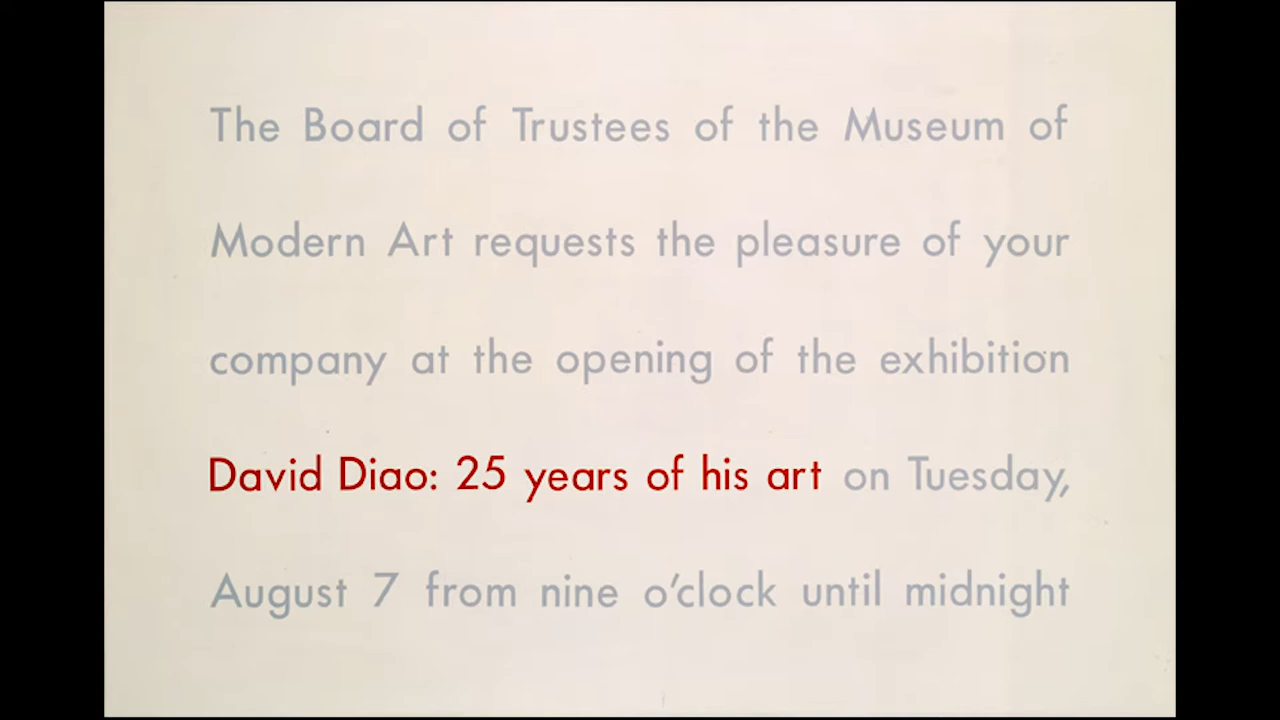 The Board of Trustees of the Museum of
Modern Art requests the pleasure of your
company at the opening of the exhibition
David Diao: 25 years of his art on Tuesday,
August 7 from nine o’clock until midnight